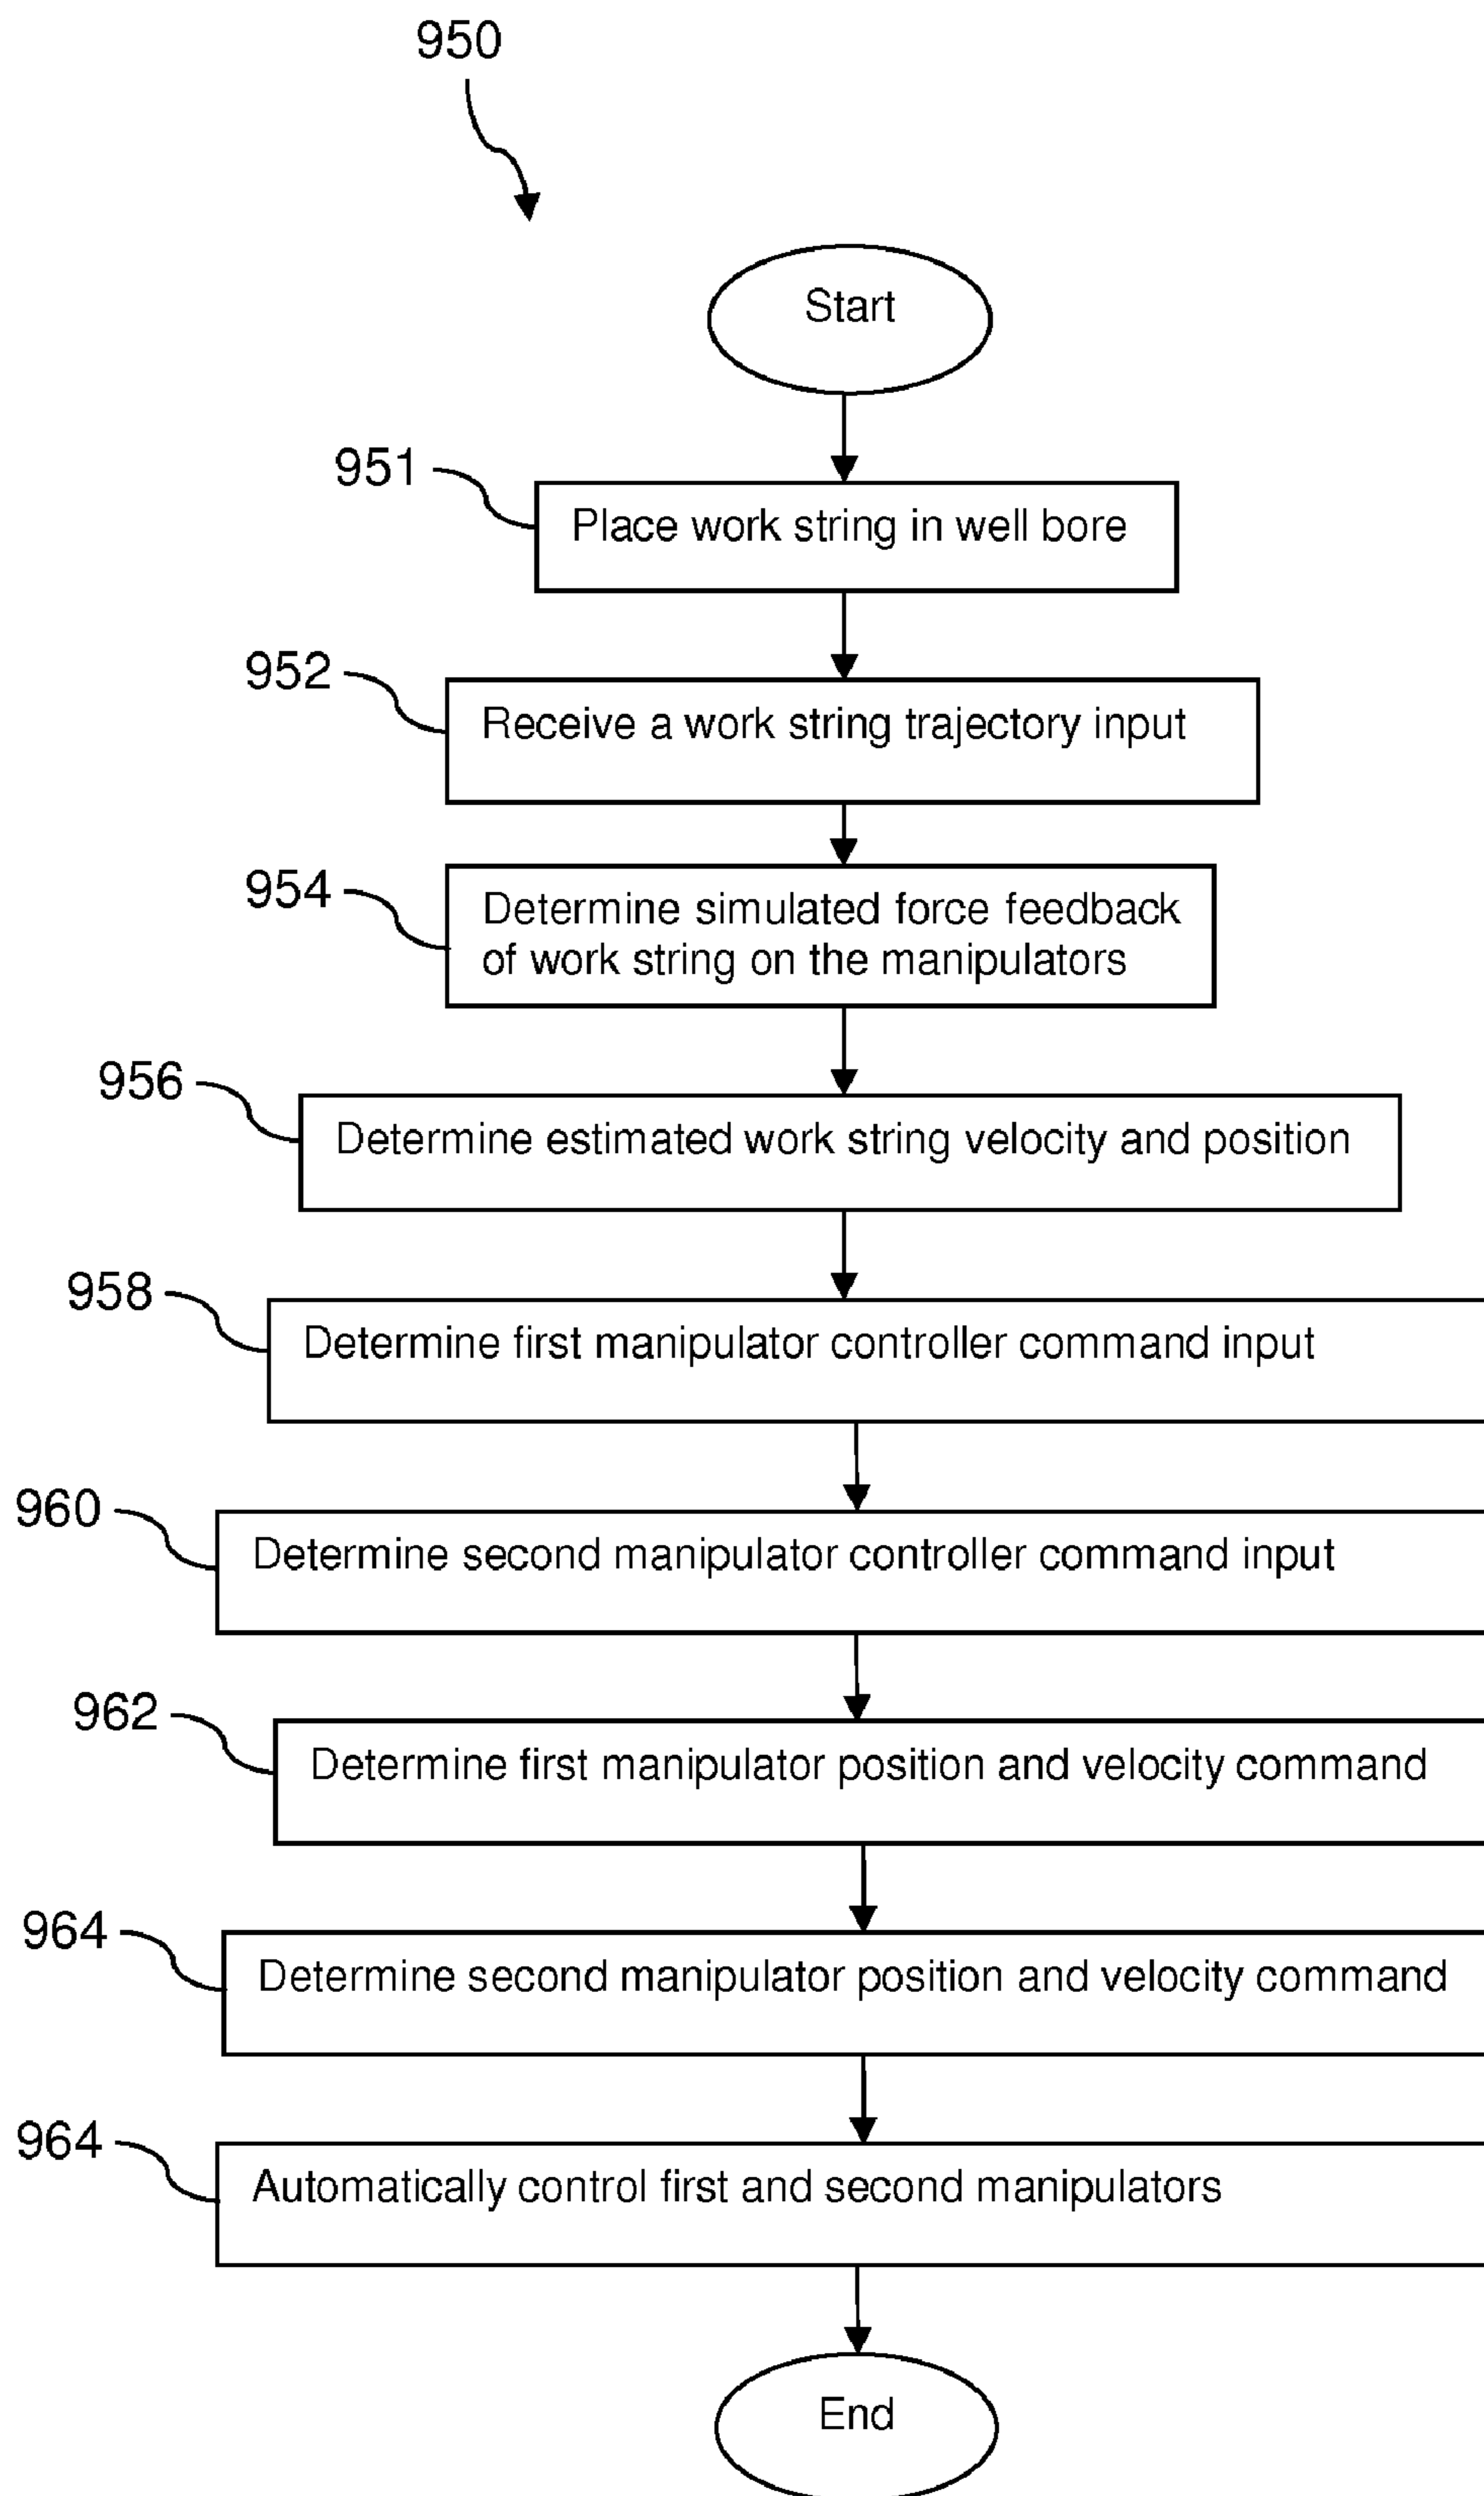 950
Start
951
Place work string in well bore
952
Receive a work string trajectory input
954
Determine simulated force feedback
of work string on the manipulators
956
Determine estimated work string velocity and position
958
Determine first manipulator controller command input
960
Determine second manipulator controller command input
962
Determine first manipulator position and velocity command
964
Determine second manipulator position and velocity command
964
Automatically control first and second manipulators
End